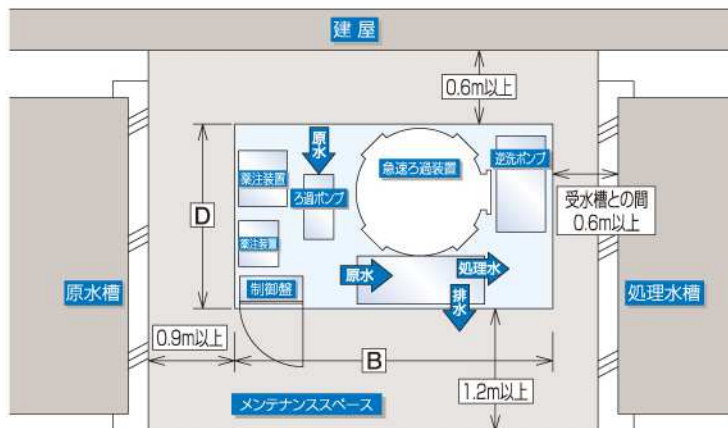 建屋
0.6m以上
原水
急速ろ過装置
逆洗ポンプ
薬注装置
ろ過ポンプ
受水槽との間
0.6m以上
D
薬注装置
原水
処理水
原水槽
制御盤
排水
処理水槽
0.9m以上
B
1.2m以上
メンテナンススペース